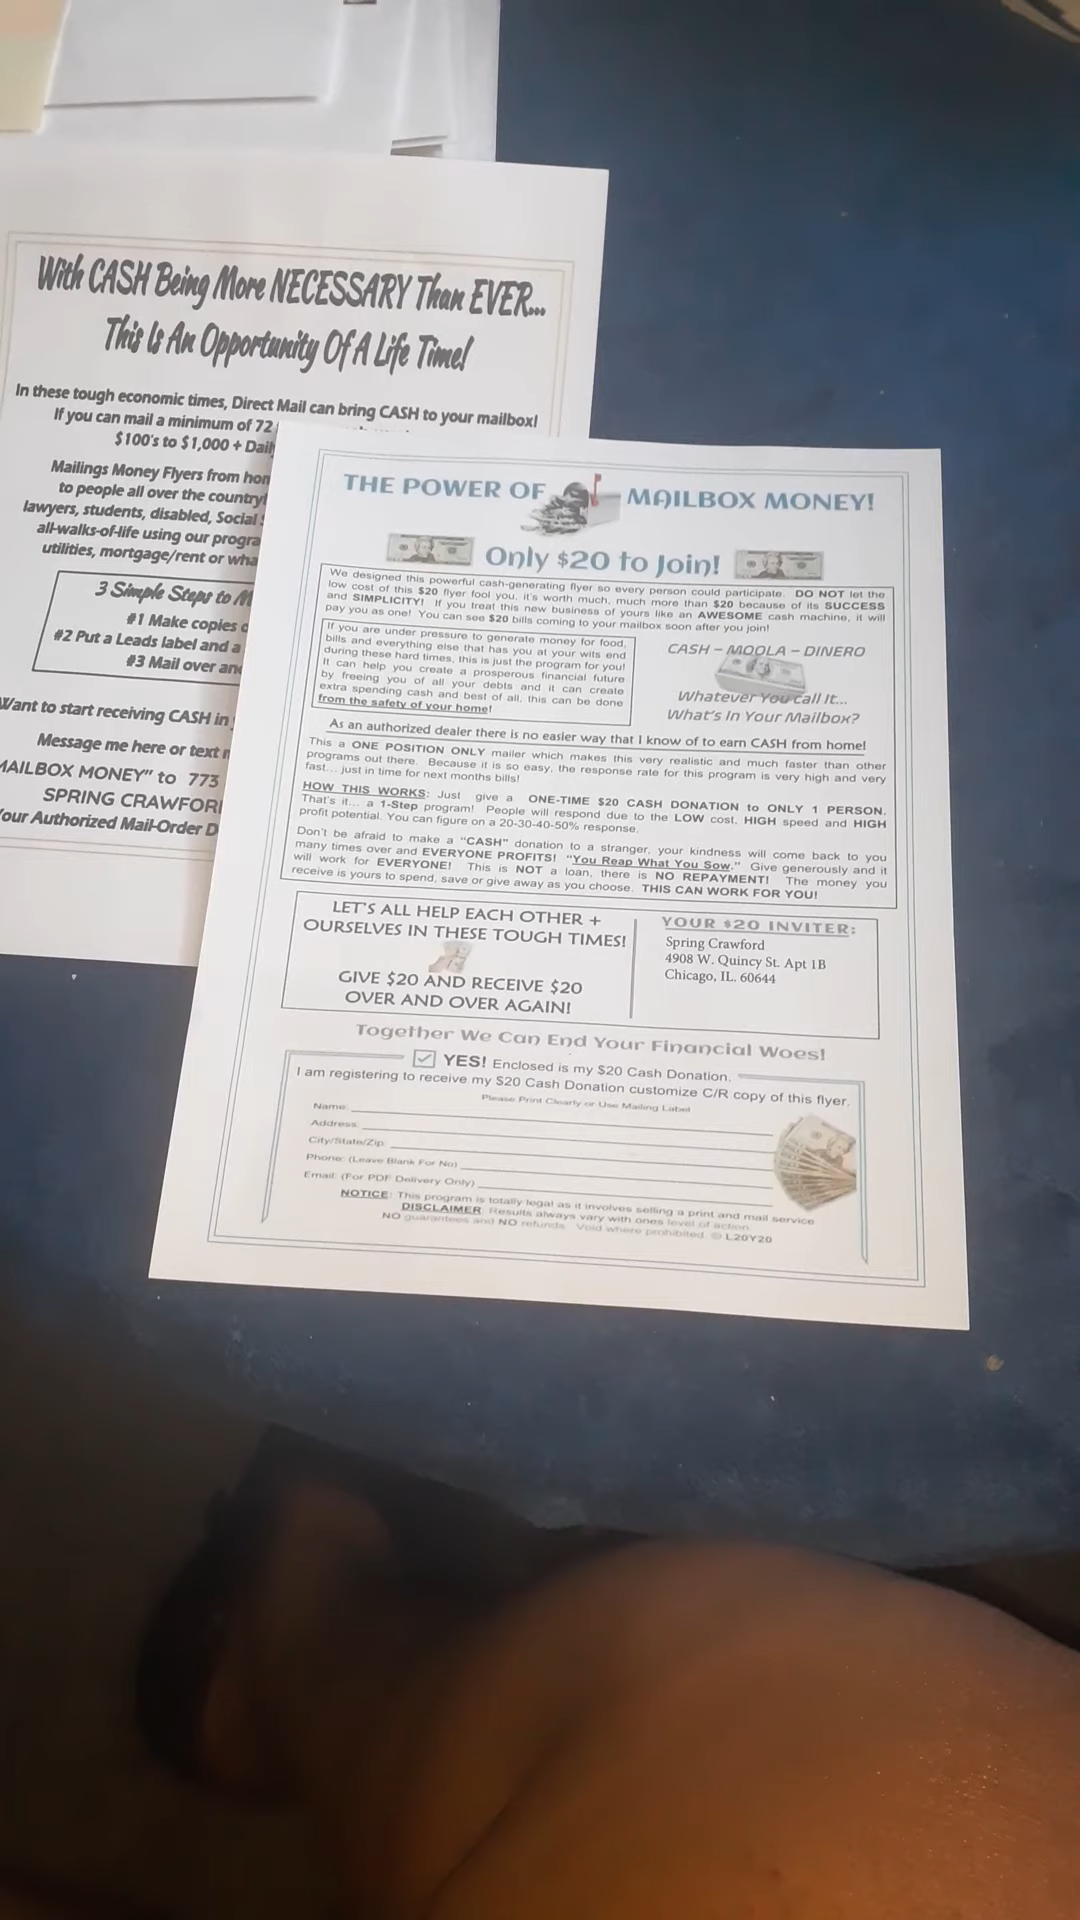 With CASH Being More NECESSARY Than EVER...
This Is An Opportunity Of A Life Time!
In these tough economic times, Direct Mail can bring CASH to your mailbox!
If you can mail a minimum of 72
$100's to $1,000 + Daily
Mailings Money Flyers from
to people all over the country
lawyers, students, disabled, Social
all-walks-of-life using our
utilities, mortgage/rent or
3 Simple Steps to
#1 Make copies
#2 Put a Leads label and a
#3 Mail over
Want to start receiving CASH in
Message me here or text
MAILBOX MONEY" to 773
SPRING CRAWFOR
Your Authorized Mail-Order D
THE POWER OF MAILBOX MONEY!
Only $20 to Join!
We designed this powerful cash-generating flyer so every person could participate. DO NOT let the
low cost of this $20 flyer fool you, it's worth much, much more than $20 because of its SUCCESS
and SIMPLICITY! If you treat this new business of yours like an AWESOME cash machine, it will
pay you as one! You can see $20 bills coming to your mailbox soon after you join!
If you are under pressure to generate money for food,
bills and everything else that has you at your wits end
during these hard times, this is just the program for you!
It can help you create a prosperous financial future
by freeing you of all your debts and it can create
extra spending cash and best of all, this can be done
from the safety of your home!
CASH – MOOLA – DINERO
Whatever You call It...
What's In Your Mailbox?
As an authorized dealer there is no easier way that I know of to earn CASH from home!
This a ONE POSITION ONLY mailer which makes this very realistic and much faster than other
programs out there. Because it is so easy, the response rate for this program is very high and very
fast... just in time for next months bills!
HOW THIS WORKS: Just give a ONE-TIME $20 CASH DONATION to ONLY 1 PERSON.
That's it... a 1-Step program! People will respond due to the LOW cost, HIGH speed and HIGH
profit potential. You can figure on a 20-30-40-50% response.
Don't be afraid to make a "CASH" donation to a stranger, your kindness will come back to you
many times over and EVERYONE PROFITS! "You Reap What You Sow." Give generously and it
will work for EVERYONE! This is NOT a loan, there is NO REPAYMENT! The money you
receive is yours to spend, save or give away as you choose. THIS CAN WORK FOR YOU!
LET'S ALL HELP EACH OTHER +
OURSELVES IN THESE TOUGH TIMES!
GIVE $20 AND RECEIVE $20
OVER AND OVER AGAIN!
YOUR $20 INVITER:
Spring Crawford
4908 W. Quincy St. Apt 1B
Chicago, IL. 60644
Together We Can End Your Financial Woes!
YES! Enclosed is my $20 Cash Donation.
I am registering to receive my $20 Cash Donation customize C/R copy of this flyer.
Please Print Clearly or Use Mailing Label
Name:
Address:
City/State/Zip:
Phone: (Leave Blank For No)
Email: (For PDF Delivery Only)
NOTICE: This program is totally legal as it involves selling a print and mail service
DISCLAIMER: Results always vary with ones level of action
NO guarantees and NO refunds. Void where prohibited. © L20Y20